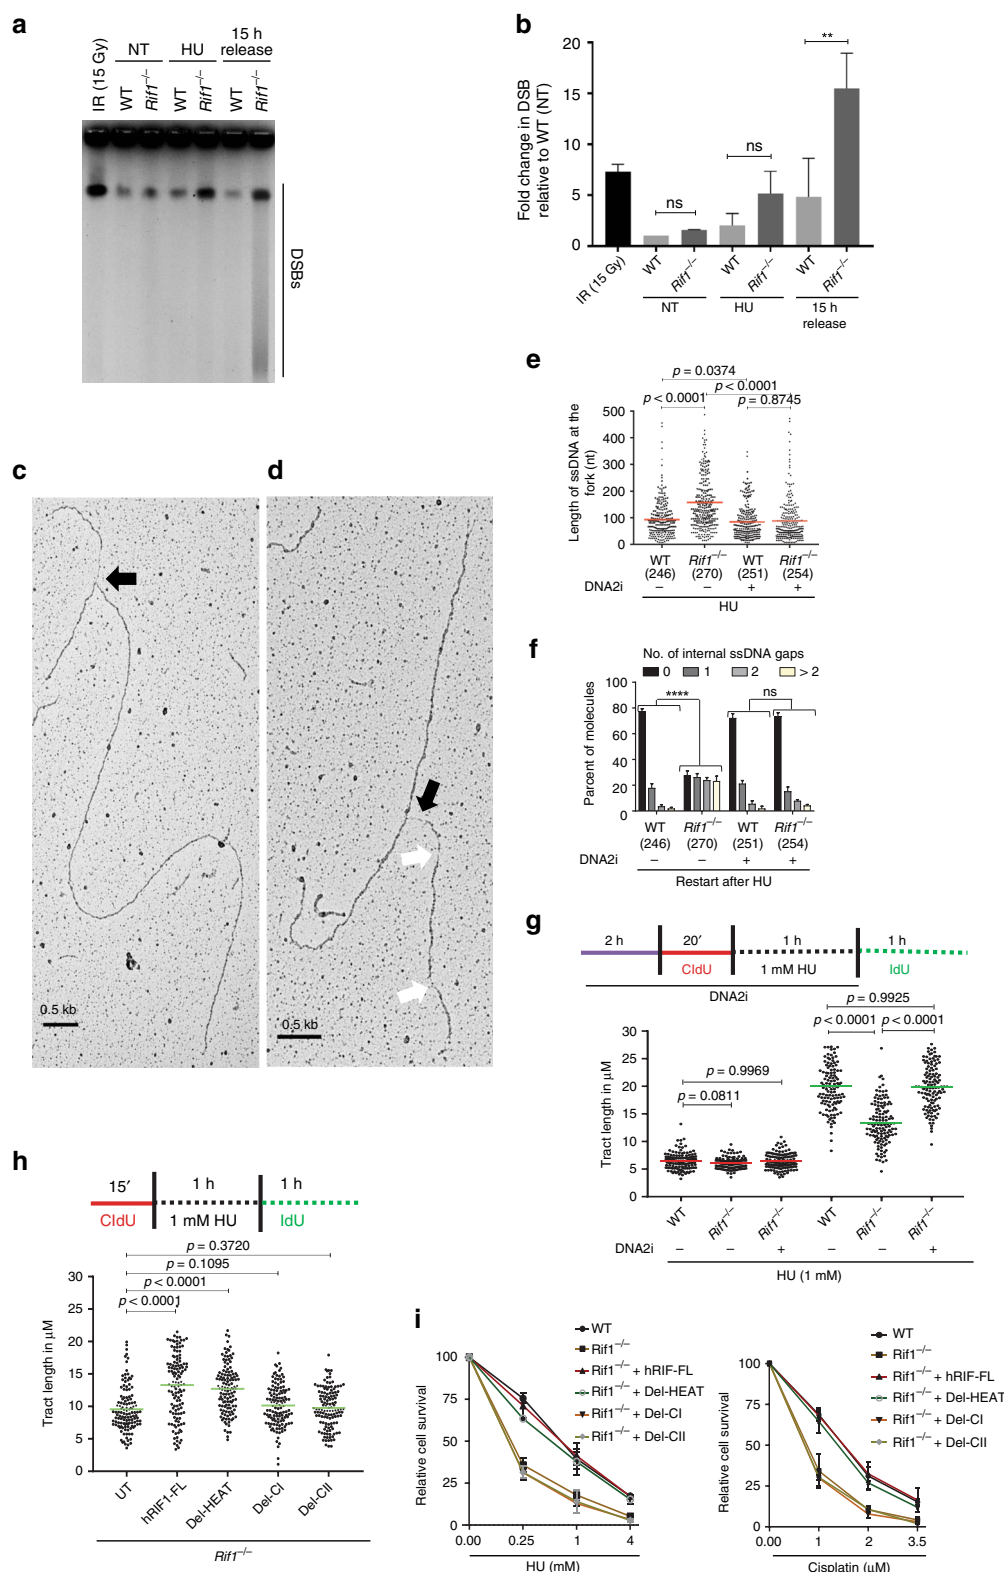 a
IR (15 Gy)
NT
HU
15 h
release
WT
Rif1–/–
WT
Rif1–/–
WT
Rif1–/–
DSBs
b
Fold change in DSB
relative to WT (NT)
20
15
10
5
0
ns
ns
**
IR (15 Gy)
WT
Rif1–/–
WT
Rif1–/–
WT
Rif1–/–
NT
HU
15 h
release
c
0.5 kb
d
0.5 kb
e
p = 0.0374
p < 0.0001
p < 0.0001
p = 0.8745
Length of ssDNA at the
fork (nt)
500
400
300
200
100
0
WT Rif1–/– WT Rif1–/–
(246) (270) (251) (254)
DNA2i – – + +
HU
f
No. of internal ssDNA gaps
0 1 2 > 2
Parcent of molecules
80
60
40
20
0
****
ns
WT Rif1–/– WT Rif1–/–
(246) (270) (251) (254)
DNA2i – – + +
Restart after HU
g
2 h 20′ 1 h 1 h
CldU 1 mM HU IdU
DNA2i
p = 0.9925
p < 0.0001 p < 0.0001
p = 0.9969
p = 0.0811
Tract length in μM
30
25
20
15
10
5
0
WT Rif1–/– Rif1–/– WT Rif1–/– Rif1–/–
DNA2i – – + – – +
HU (1 mM)
h
15′ 1 h 1 h
CldU 1 mM HU IdU
p = 0.3720
p = 0.1095
p < 0.0001
p < 0.0001
Tract length in μM
30
25
20
15
10
5
0
UT hRIF1-FL Del-HEAT Del-CI Del-CII
Rif1–/–
i
WT
Rif1–/–
Rif1–/– + hRIF-FL
Rif1–/– + Del-HEAT
Rif1–/– + Del-CI
Rif1–/– + Del-CII
Relative cell survival
100
75
50
25
0
0.00 0.25 1 4
HU (mM)
WT
Rif1–/–
Rif1–/– + hRIF-FL
Rif1–/– + Del-HEAT
Rif1–/– + Del-CI
Rif1–/– + Del-CII
Relative cell survival
100
75
50
25
0
0.00 1 2 3.5
Cisplatin (μM)